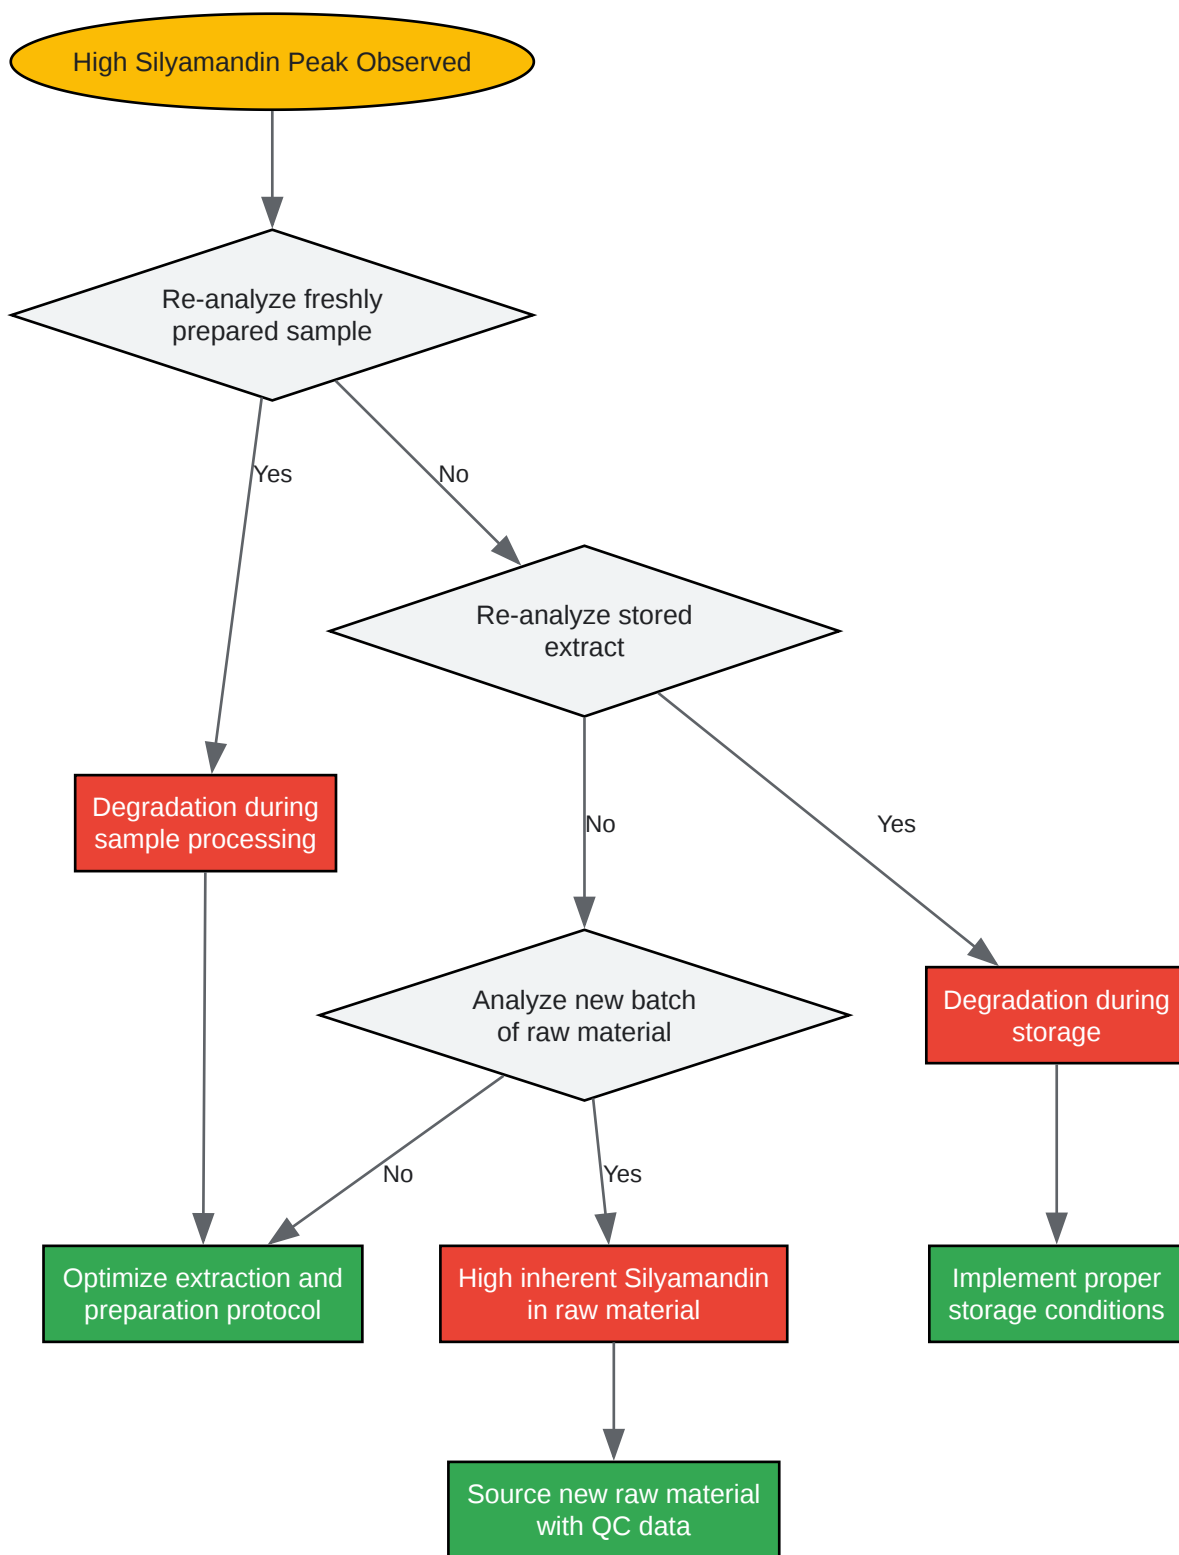 High Silyamandin Peak Observed
Re-analyze freshly
prepared sample
Yes
No
Re-analyze stored
extract
Degradation during
sample processing
No
Yes
Analyze new batch
of raw material
Degradation during
storage
No
Yes
Optimize extraction and
preparation protocol
High inherent Silyamandin
in raw material
Implement proper
storage conditions
Source new raw material
with QC data